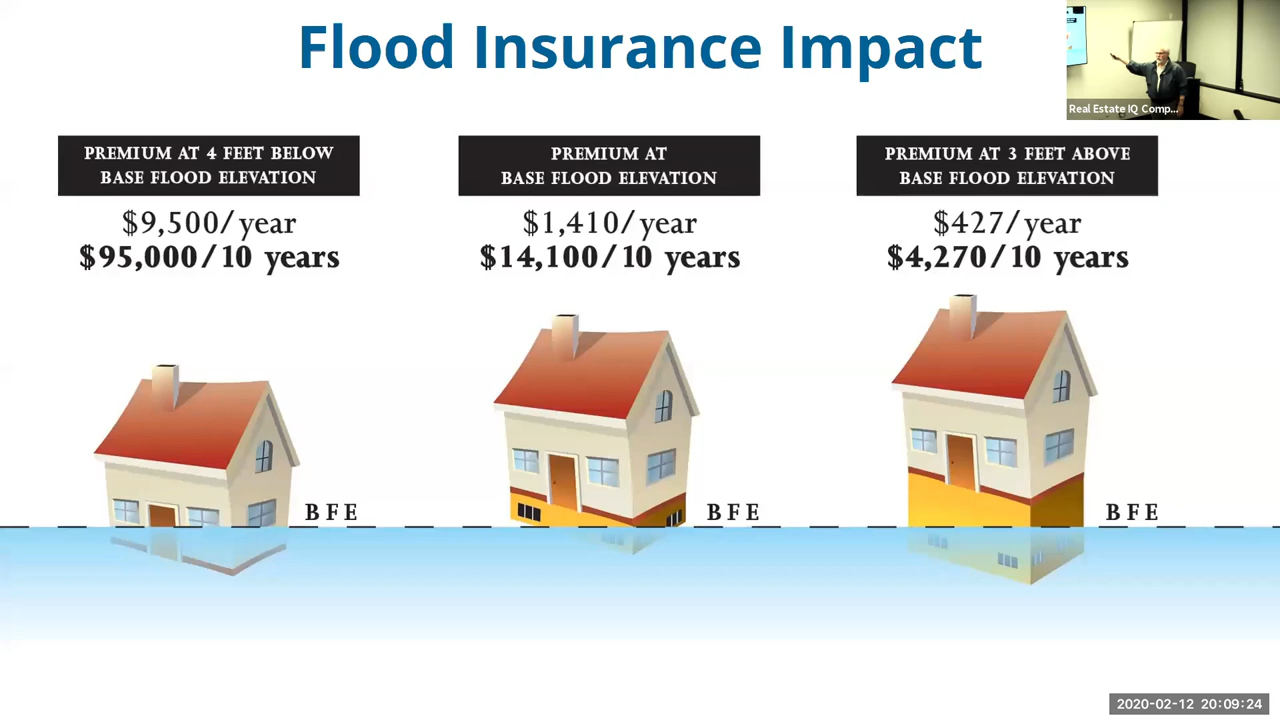 Flood Insurance Impact
Real Estate IQ Comp...
PREMIUM AT 4 FEET BELOW
BASE FLOOD ELEVATION
$9,500/year
$95,000/10 years
PREMIUM AT
BASE FLOOD ELEVATION
$1,410/year
$14,100/10 years
PREMIUM AT 3 FEET ABOVE
BASE FLOOD ELEVATION
$427/year
$4,270/10 years
BFE
BFE
BFE
2020-02-12 20:09:24